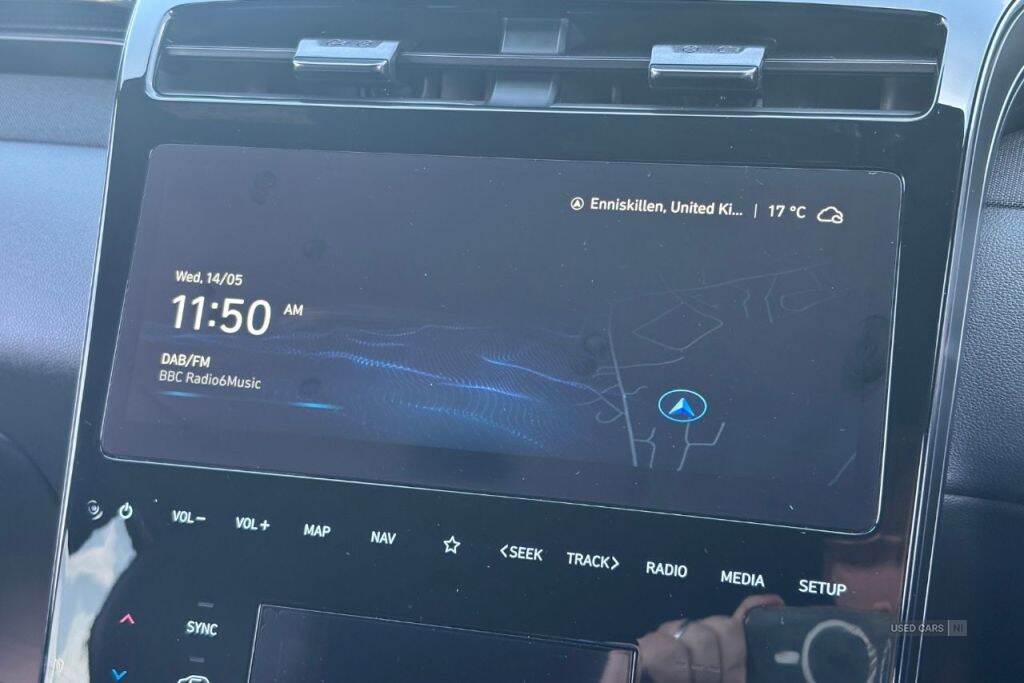 Enniskillen, United Ki... | 17 °C
Wed, 14/05
11:50 AM
DAB/FM
BBC Radio6Music
VOL− VOL+ MAP NAV <SEEK TRACK> RADIO MEDIA SETUP
SYNC
USED CARS NI